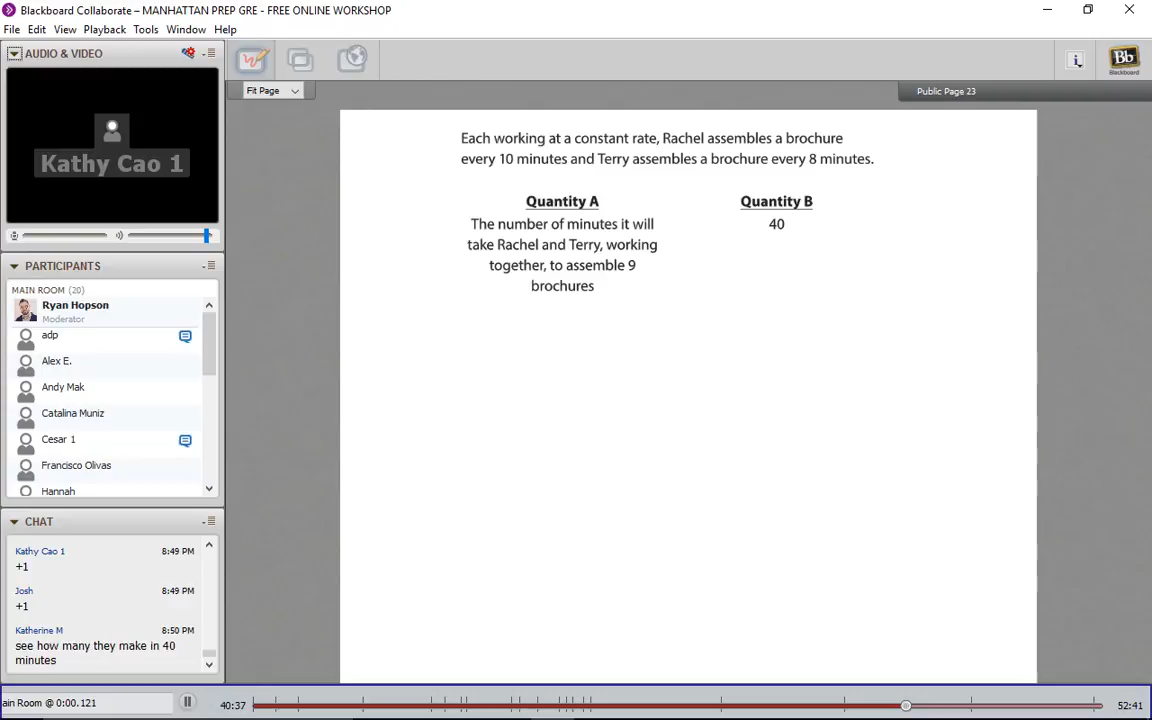 Blackboard Collaborate – MANHATTAN PREP GRE - FREE ONLINE WORKSHOP
File Edit View Playback Tools Window Help
AUDIO & VIDEO
Kathy Cao 1
PARTICIPANTS
MAIN ROOM (20)
Ryan Hopson
Moderator
adp
Alex E.
Andy Mak
Catalina Muniz
Cesar 1
Francisco Olivas
Hannah
CHAT
Kathy Cao 1 8:49 PM
+1
Josh 8:49 PM
+1
Katherine M 8:50 PM
see how many they make in 40
minutes
Fit Page
Public Page 23
Bb
Blackboard
Each working at a constant rate, Rachel assembles a brochure
every 10 minutes and Terry assembles a brochure every 8 minutes.
Quantity A
The number of minutes it will
take Rachel and Terry, working
together, to assemble 9
brochures
Quantity B
40
ain Room @ 0:00.121
40:37
52:41